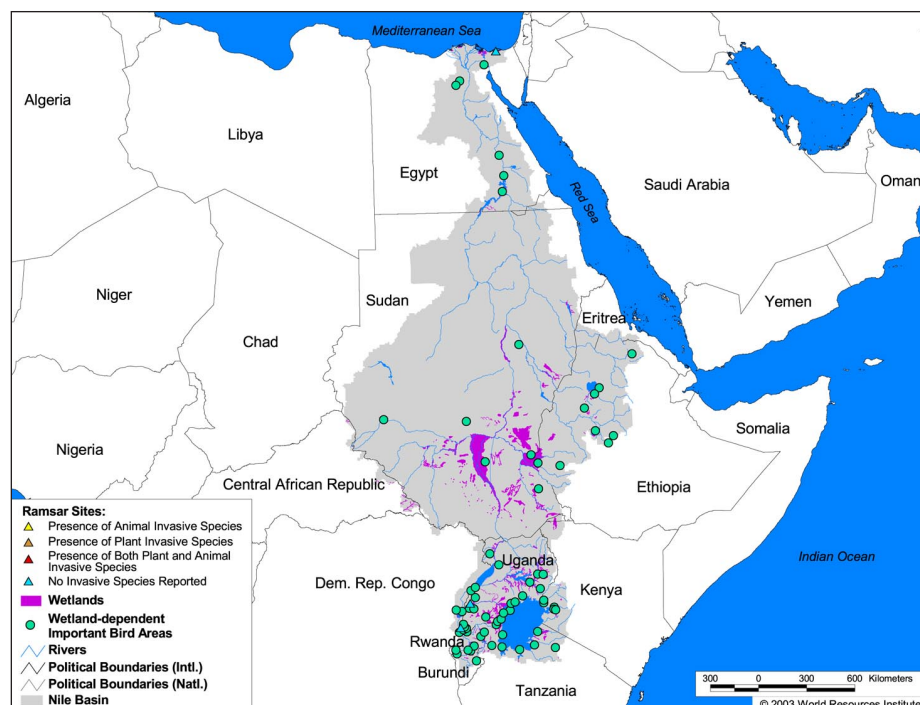 Mediterranean Sea
Algeria
Libya
Egypt
Saudi Arabia
Oman
Red Sea
Niger
Chad
Sudan
Eritrea
Yemen
Nigeria
Central African Republic
Ethiopia
Somalia
Dem. Rep. Congo
Uganda
Kenya
Indian Ocean
Rwanda
Burundi
Tanzania
Ramsar Sites:
Presence of Animal Invasive Species
Presence of Plant Invasive Species
Presence of Both Plant and Animal
Invasive Species
No Invasive Species Reported
Wetlands
Wetland-dependent
Important Bird Areas
Rivers
Political Boundaries (Intl.)
Political Boundaries (Natl.)
Nile Basin
300 0 300 600 Kilometers
© 2003 World Resources Institute